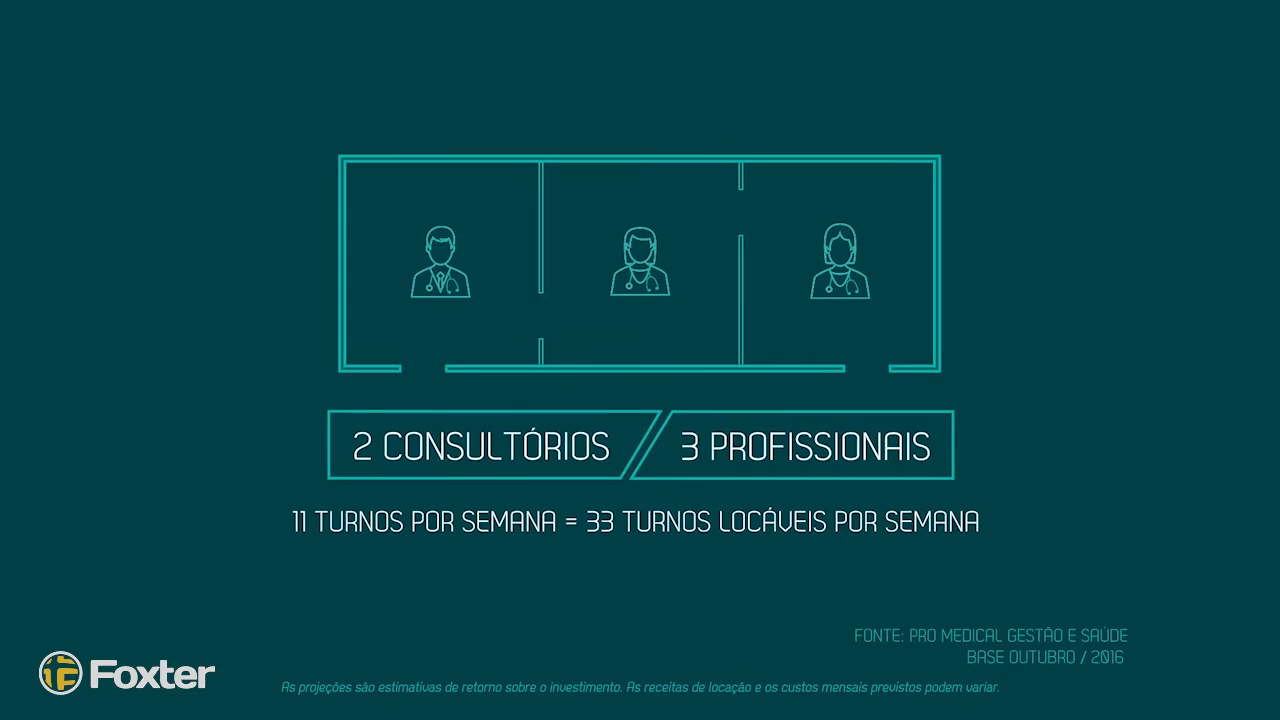 2 CONSULTÓRIOS
3 PROFISSIONAIS
11 TURNOS POR SEMANA = 33 TURNOS LOCÁVEIS POR SEMANA
FONTE: PRO MEDICAL GESTÃO E SAÚDE
BASE OUTUBRO / 2016
Foxter
As projeções são estimativas de retorno sobre o investimento. As receitas de locação e os custos mensais previstos podem variar.